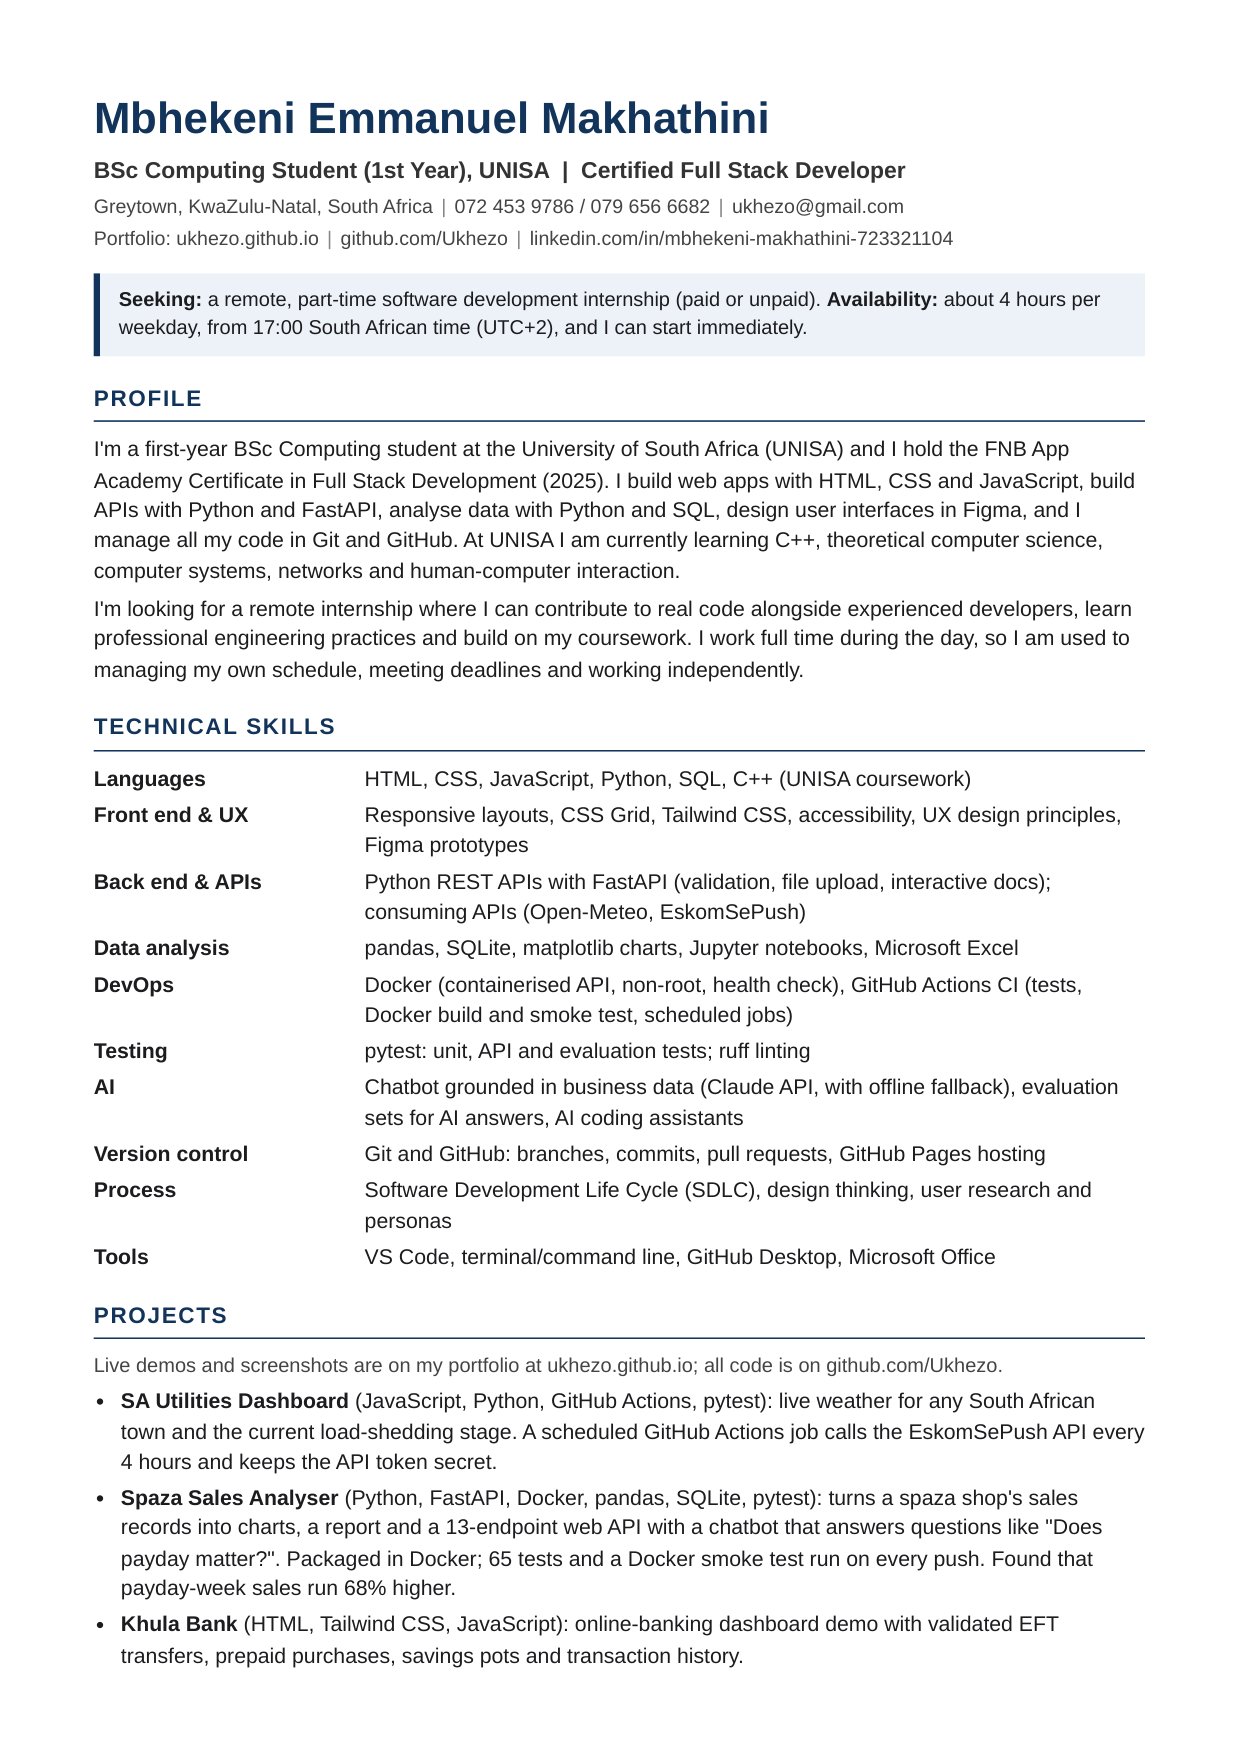 Mbhekeni Emmanuel Makhathini
BSc Computing Student (1st Year), UNISA | Certified Full Stack Developer
Greytown, KwaZulu-Natal, South Africa | 072 453 9786 / 079 656 6682 | ukhezo@gmail.com
Portfolio: ukhezo.github.io | github.com/Ukhezo | linkedin.com/in/mbhekeni-makhathini-723321104
Seeking: a remote, part-time software development internship (paid or unpaid). Availability: about 4 hours per
weekday, from 17:00 South African time (UTC+2), and I can start immediately.
PROFILE
I'm a first-year BSc Computing student at the University of South Africa (UNISA) and I hold the FNB App
Academy Certificate in Full Stack Development (2025). I build web apps with HTML, CSS and JavaScript, build
APIs with Python and FastAPI, analyse data with Python and SQL, design user interfaces in Figma, and I
manage all my code in Git and GitHub. At UNISA I am currently learning C++, theoretical computer science,
computer systems, networks and human-computer interaction.
I'm looking for a remote internship where I can contribute to real code alongside experienced developers, learn
professional engineering practices and build on my coursework. I work full time during the day, so I am used to
managing my own schedule, meeting deadlines and working independently.
TECHNICAL SKILLS
Languages HTML, CSS, JavaScript, Python, SQL, C++ (UNISA coursework)
Front end & UX Responsive layouts, CSS Grid, Tailwind CSS, accessibility, UX design principles,
Figma prototypes
Back end & APIs Python REST APIs with FastAPI (validation, file upload, interactive docs);
consuming APIs (Open-Meteo, EskomSePush)
Data analysis pandas, SQLite, matplotlib charts, Jupyter notebooks, Microsoft Excel
DevOps Docker (containerised API, non-root, health check), GitHub Actions CI (tests,
Docker build and smoke test, scheduled jobs)
Testing pytest: unit, API and evaluation tests; ruff linting
AI Chatbot grounded in business data (Claude API, with offline fallback), evaluation
sets for AI answers, AI coding assistants
Version control Git and GitHub: branches, commits, pull requests, GitHub Pages hosting
Process Software Development Life Cycle (SDLC), design thinking, user research and
personas
Tools VS Code, terminal/command line, GitHub Desktop, Microsoft Office
PROJECTS
Live demos and screenshots are on my portfolio at ukhezo.github.io; all code is on github.com/Ukhezo.
• SA Utilities Dashboard (JavaScript, Python, GitHub Actions, pytest): live weather for any South African
town and the current load-shedding stage. A scheduled GitHub Actions job calls the EskomSePush API every
4 hours and keeps the API token secret.
• Spaza Sales Analyser (Python, FastAPI, Docker, pandas, SQLite, pytest): turns a spaza shop's sales
records into charts, a report and a 13-endpoint web API with a chatbot that answers questions like "Does
payday matter?". Packaged in Docker; 65 tests and a Docker smoke test run on every push. Found that
payday-week sales run 68% higher.
• Khula Bank (HTML, Tailwind CSS, JavaScript): online-banking dashboard demo with validated EFT
transfers, prepaid purchases, savings pots and transaction history.